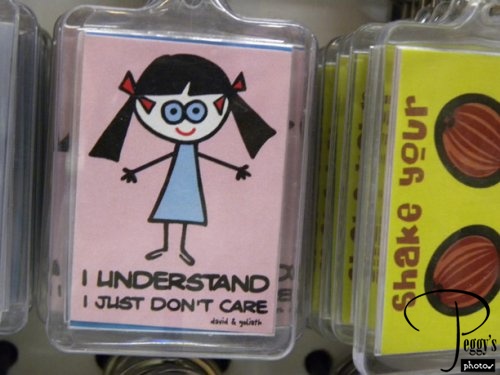 I UNDERSTAND
I JUST DON'T CARE
david & goliath
Shake your
Peggy's
photos